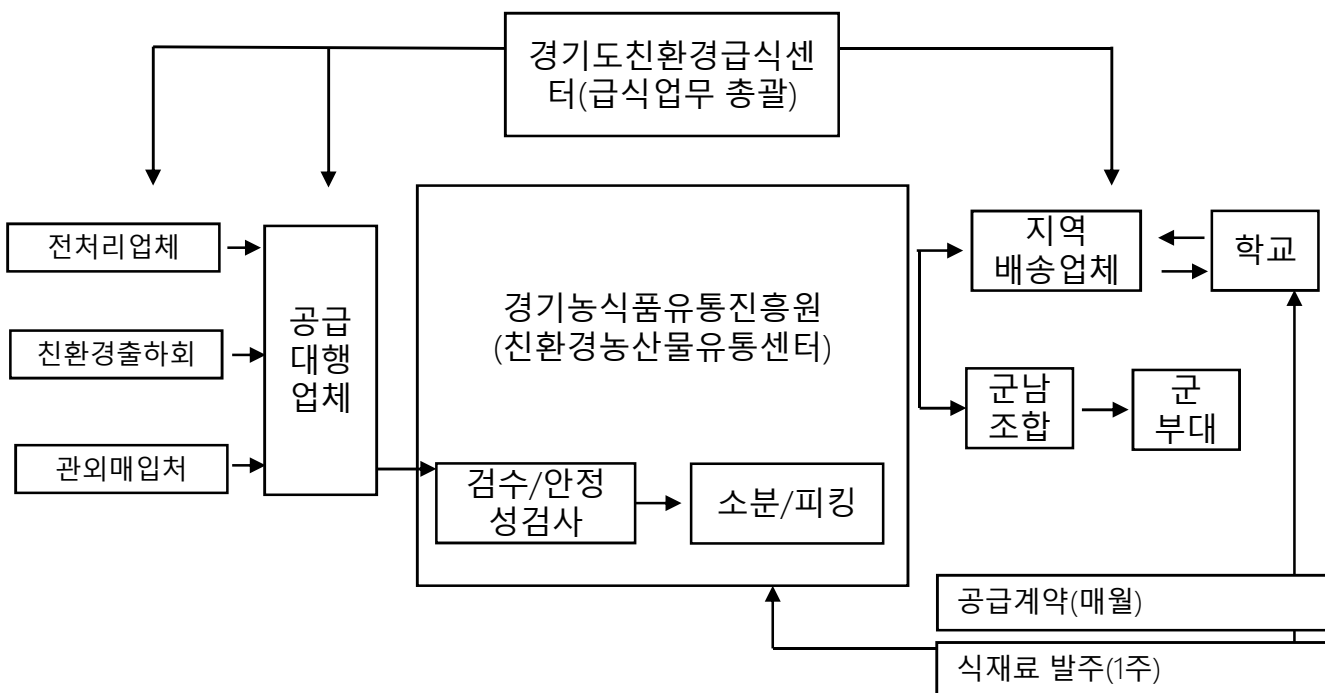 경기도친환경급식센
터(급식업무 총괄)
전처리업체
친환경출하회
관외매입처
공급
대행
업체
경기농식품유통진흥원
(친환경농산물유통센터)
검수/안정
성검사
소분/피킹
지역
배송업체
학교
군남
조합
군
부대
공급계약(매월)
식재료 발주(1주)